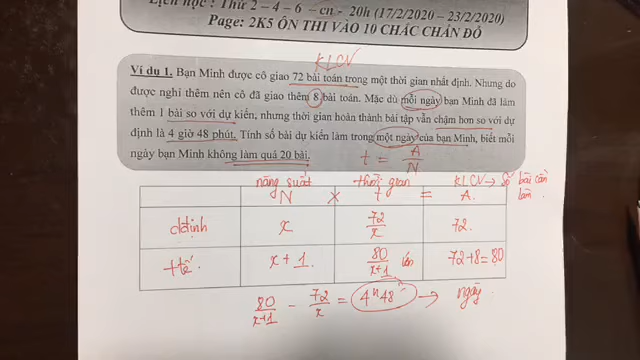 Lịch học: Thứ 2 – 4 – 6 – cn - 20h (17/2/2020 – 23/2/2020)
Page: 2K5 ÔN THI VÀO 10 CHẮC CHẮN ĐỖ
KLCV
Ví dụ 1. Bạn Minh được cô giao 72 bài toán trong một thời gian nhất định. Nhưng do
được nghỉ thêm nên cô đã giao thêm 8 bài toán. Mặc dù mỗi ngày bạn Minh đã làm
thêm 1 bài so với dự kiến, nhưng thời gian hoàn thành bài tập vẫn chậm hơn so với dự
định là 4 giờ 48 phút. Tính số bài dự kiến làm trong một ngày của bạn Minh, biết mỗi
ngày bạn Minh không làm quá 20 bài.
t = A/N
năng suất thời gian KLCV → Số bài cần
N × t = A. làm.
dđịnh x 72/x 72.
ttế. x + 1. 80/x+1 72+8=80
80/x+1 - 72/x = 4h48' → ngày.